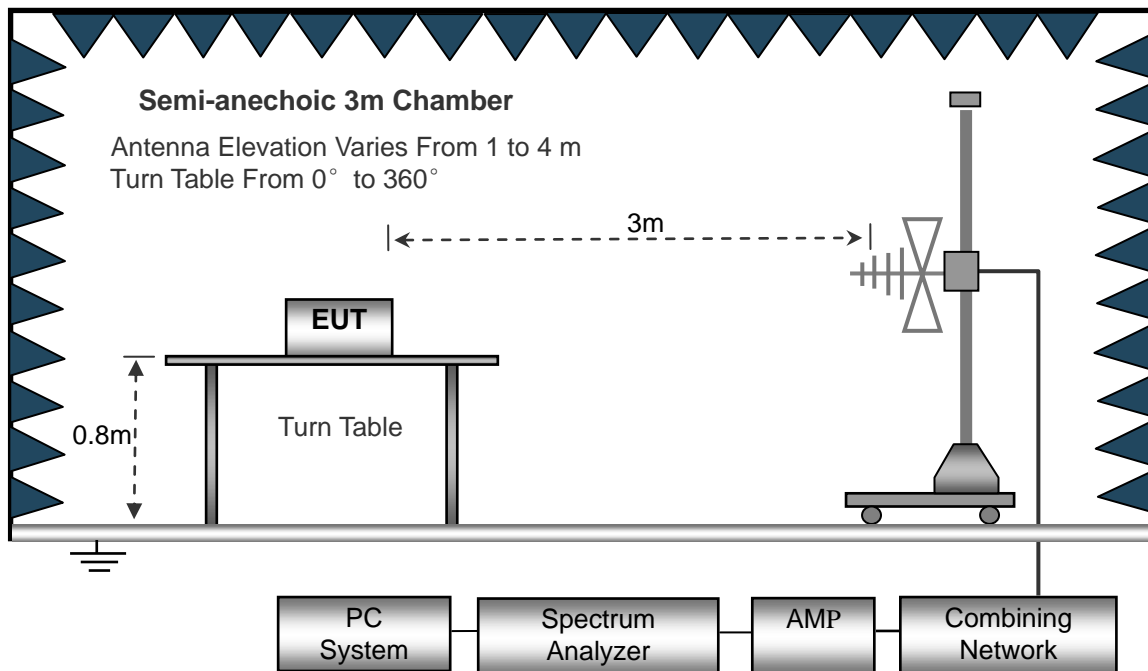 Semi-anechoic 3m Chamber
Antenna Elevation Varies From 1 to 4 m
Turn Table From 0° to 360°
3m
EUT
0.8m
Turn Table
PC
System
Spectrum
Analyzer
AMP
Combining
Network